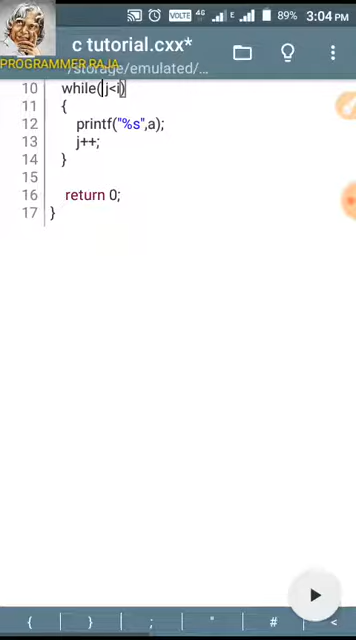 VOLTE 4G E 89% 3:04 PM
c tutorial.cxx*
PROGRAMMER RAJA
/storage/emulated/...
10 while(j<i)
11 {
12 printf("%s",a);
13 j++;
14 }
15
16 return 0;
17 }
{ } ; " # <